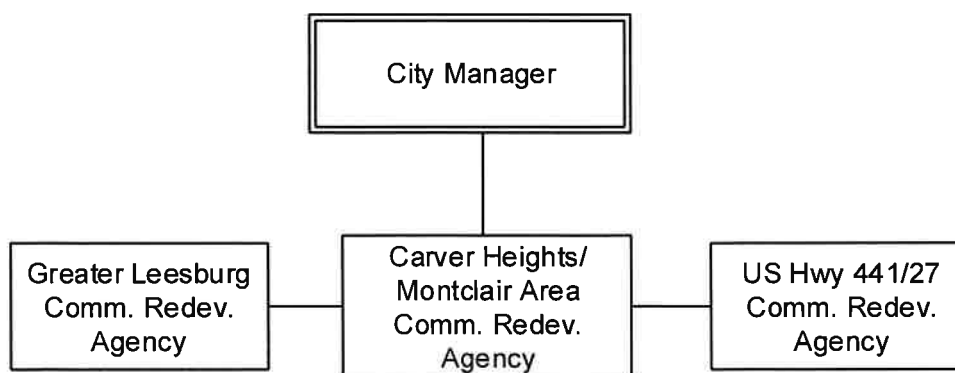 City Manager
Greater Leesburg
Comm. Redev.
Agency
Carver Heights/
Montclair Area
Comm. Redev.
Agency
US Hwy 441/27
Comm. Redev.
Agency